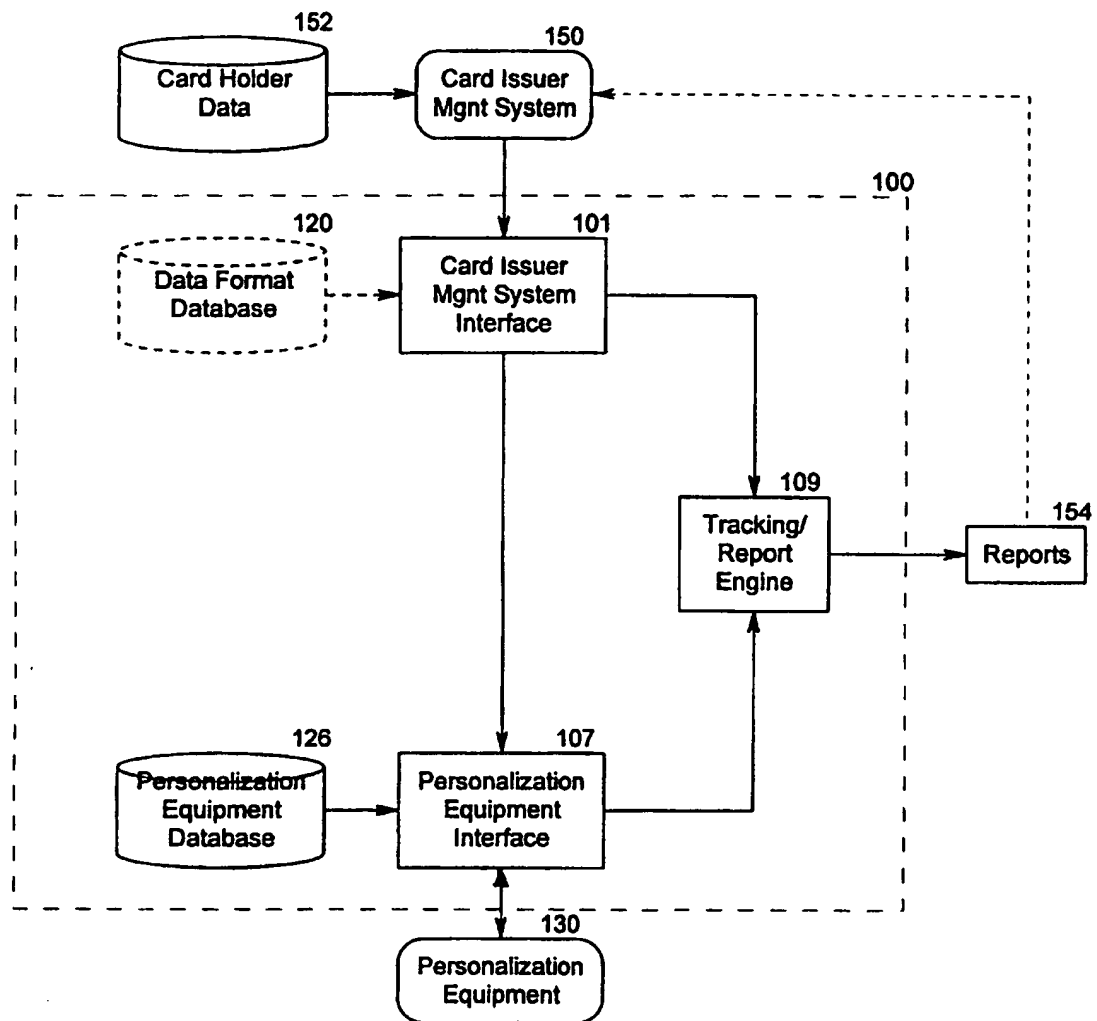 152
Card Holder
Data
150
Card Issuer
Mgnt System
100
120
Data Format
Database
101
Card Issuer
Mgnt System
Interface
109
Tracking/
Report
Engine
154
Reports
126
Personalization
Equipment
Database
107
Personalization
Equipment
Interface
130
Personalization
Equipment